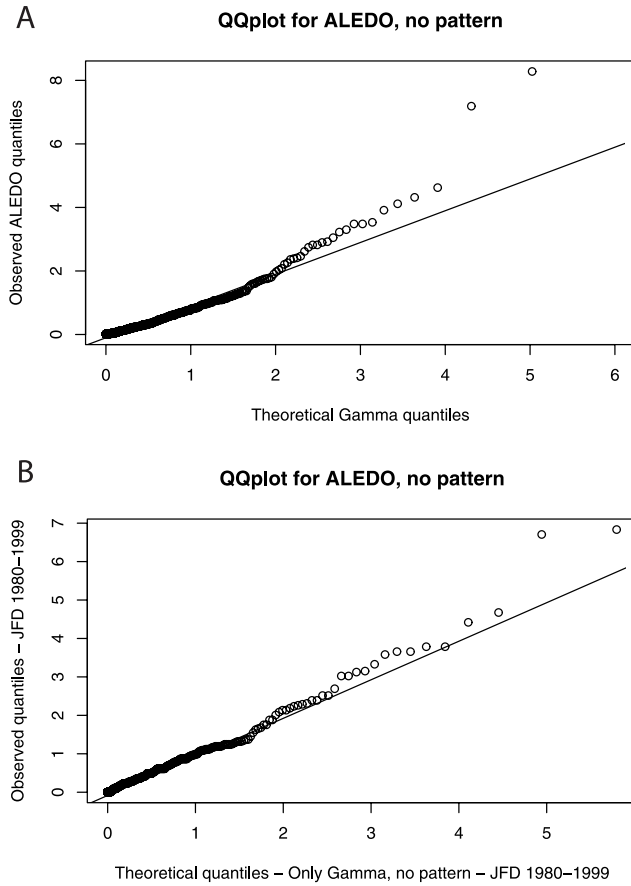 A
QQplot for ALEDO, no pattern
Observed ALEDO quantiles
8
6
4
2
0
0 1 2 3 4 5 6
Theoretical Gamma quantiles
B
QQplot for ALEDO, no pattern
Observed quantiles – JFD 1980–1999
7
6
5
4
3
2
1
0
0 1 2 3 4 5
Theoretical quantiles – Only Gamma, no pattern – JFD 1980–1999